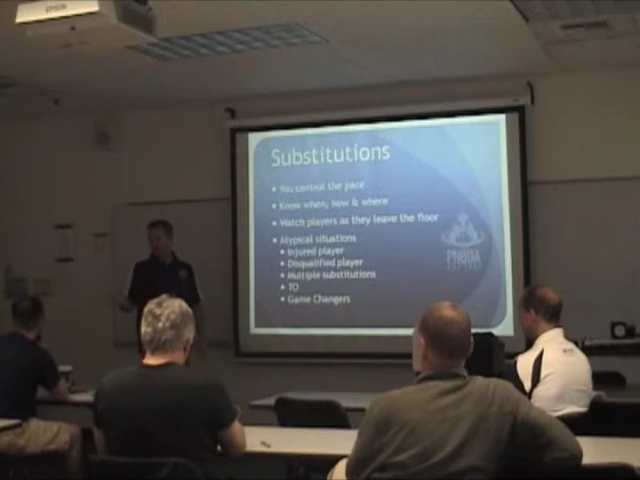 EPSON
Substitutions
• You control the pace
• Know when, how & where
• Watch players as they leave the floor
• Atypical situations
• Injured player
• Disqualified player
• Multiple substitutions
• TO
• Game Changers
PNBOA